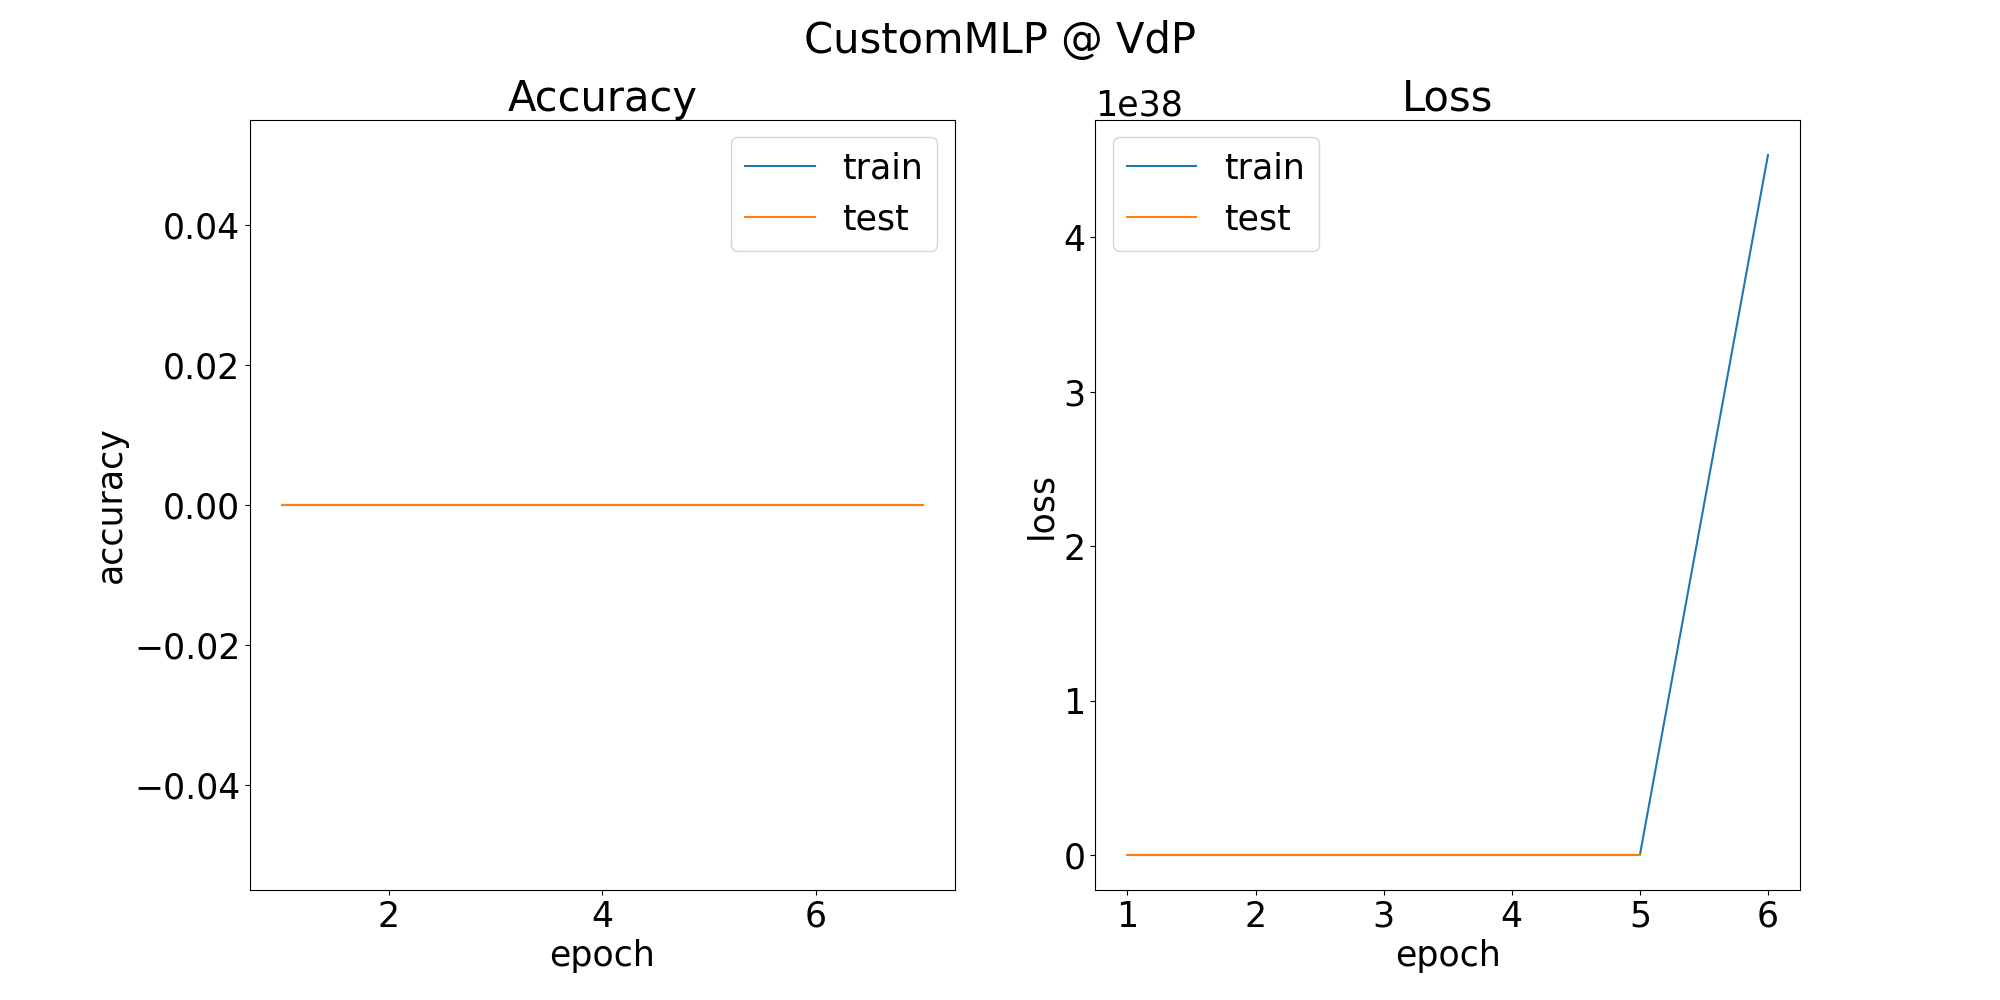 CustomMLP @ VdP
Accuracy
train
test
0.04
0.02
0.00
−0.02
−0.04
accuracy
2 4 6
epoch
Loss
1e38
train
test
4
3
2
1
0
loss
1 2 3 4 5 6
epoch